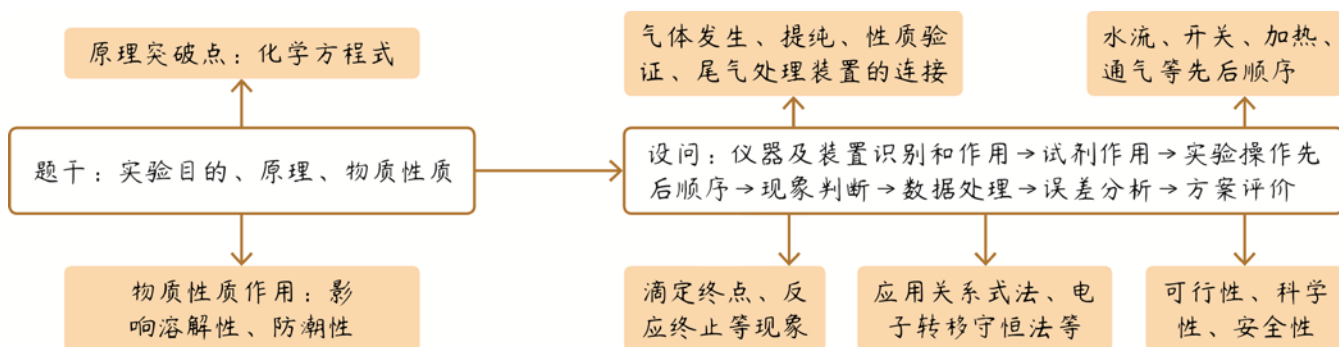 原理突破点：化学方程式
气体发生、提纯、性质验
证、尾气处理装置的连接
水流、开关、加热、
通气等先后顺序
题干：实验目的、原理、物质性质
设问：仪器及装置识别和作用→试剂作用→实验操作先
后顺序→现象判断→数据处理→误差分析→方案评价
物质性质作用：影
响溶解性、防潮性
滴定终点、反
应终止等现象
应用关系式法、电
子转移守恒法等
可行性、科学
性、安全性